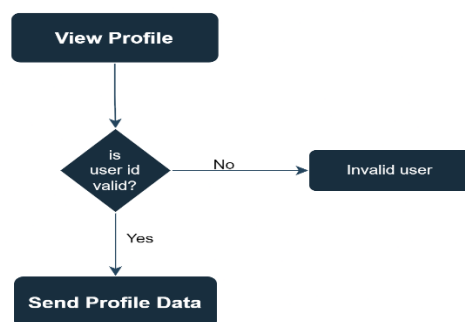 View Profile
is
user id
valid?
No
Invalid user
Yes
Send Profile Data